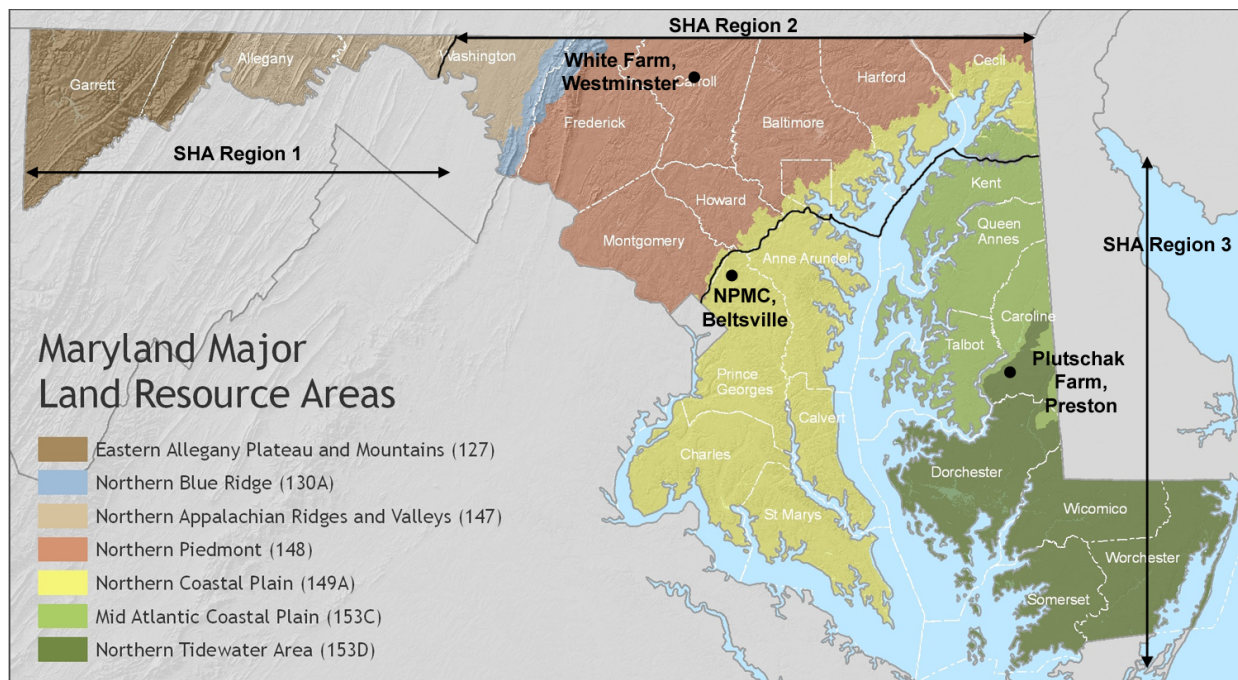 SHA Region 2
Allegany
Washington
Cecil
White Farm,
Westminster
Carroll
Harford
Garrett
Frederick
Baltimore
SHA Region 1
Kent
Howard
Queen
Annes
Montgomery
SHA Region 3
Anne Arundel
NPMC,
Beltsville
Caroline
Talbot
Maryland Major
Land Resource Areas
Plutschak
Farm,
Preston
Prince
Georges
Calvert
Eastern Allegany Plateau and Mountains (127)
Charles
Dorchester
Northern Blue Ridge (130A)
Northern Appalachian Ridges and Valleys (147)
St Marys
Wicomico
Northern Piedmont (148)
Worchester
Northern Coastal Plain (149A)
Somerset
Mid Atlantic Coastal Plain (153C)
Northern Tidewater Area (153D)